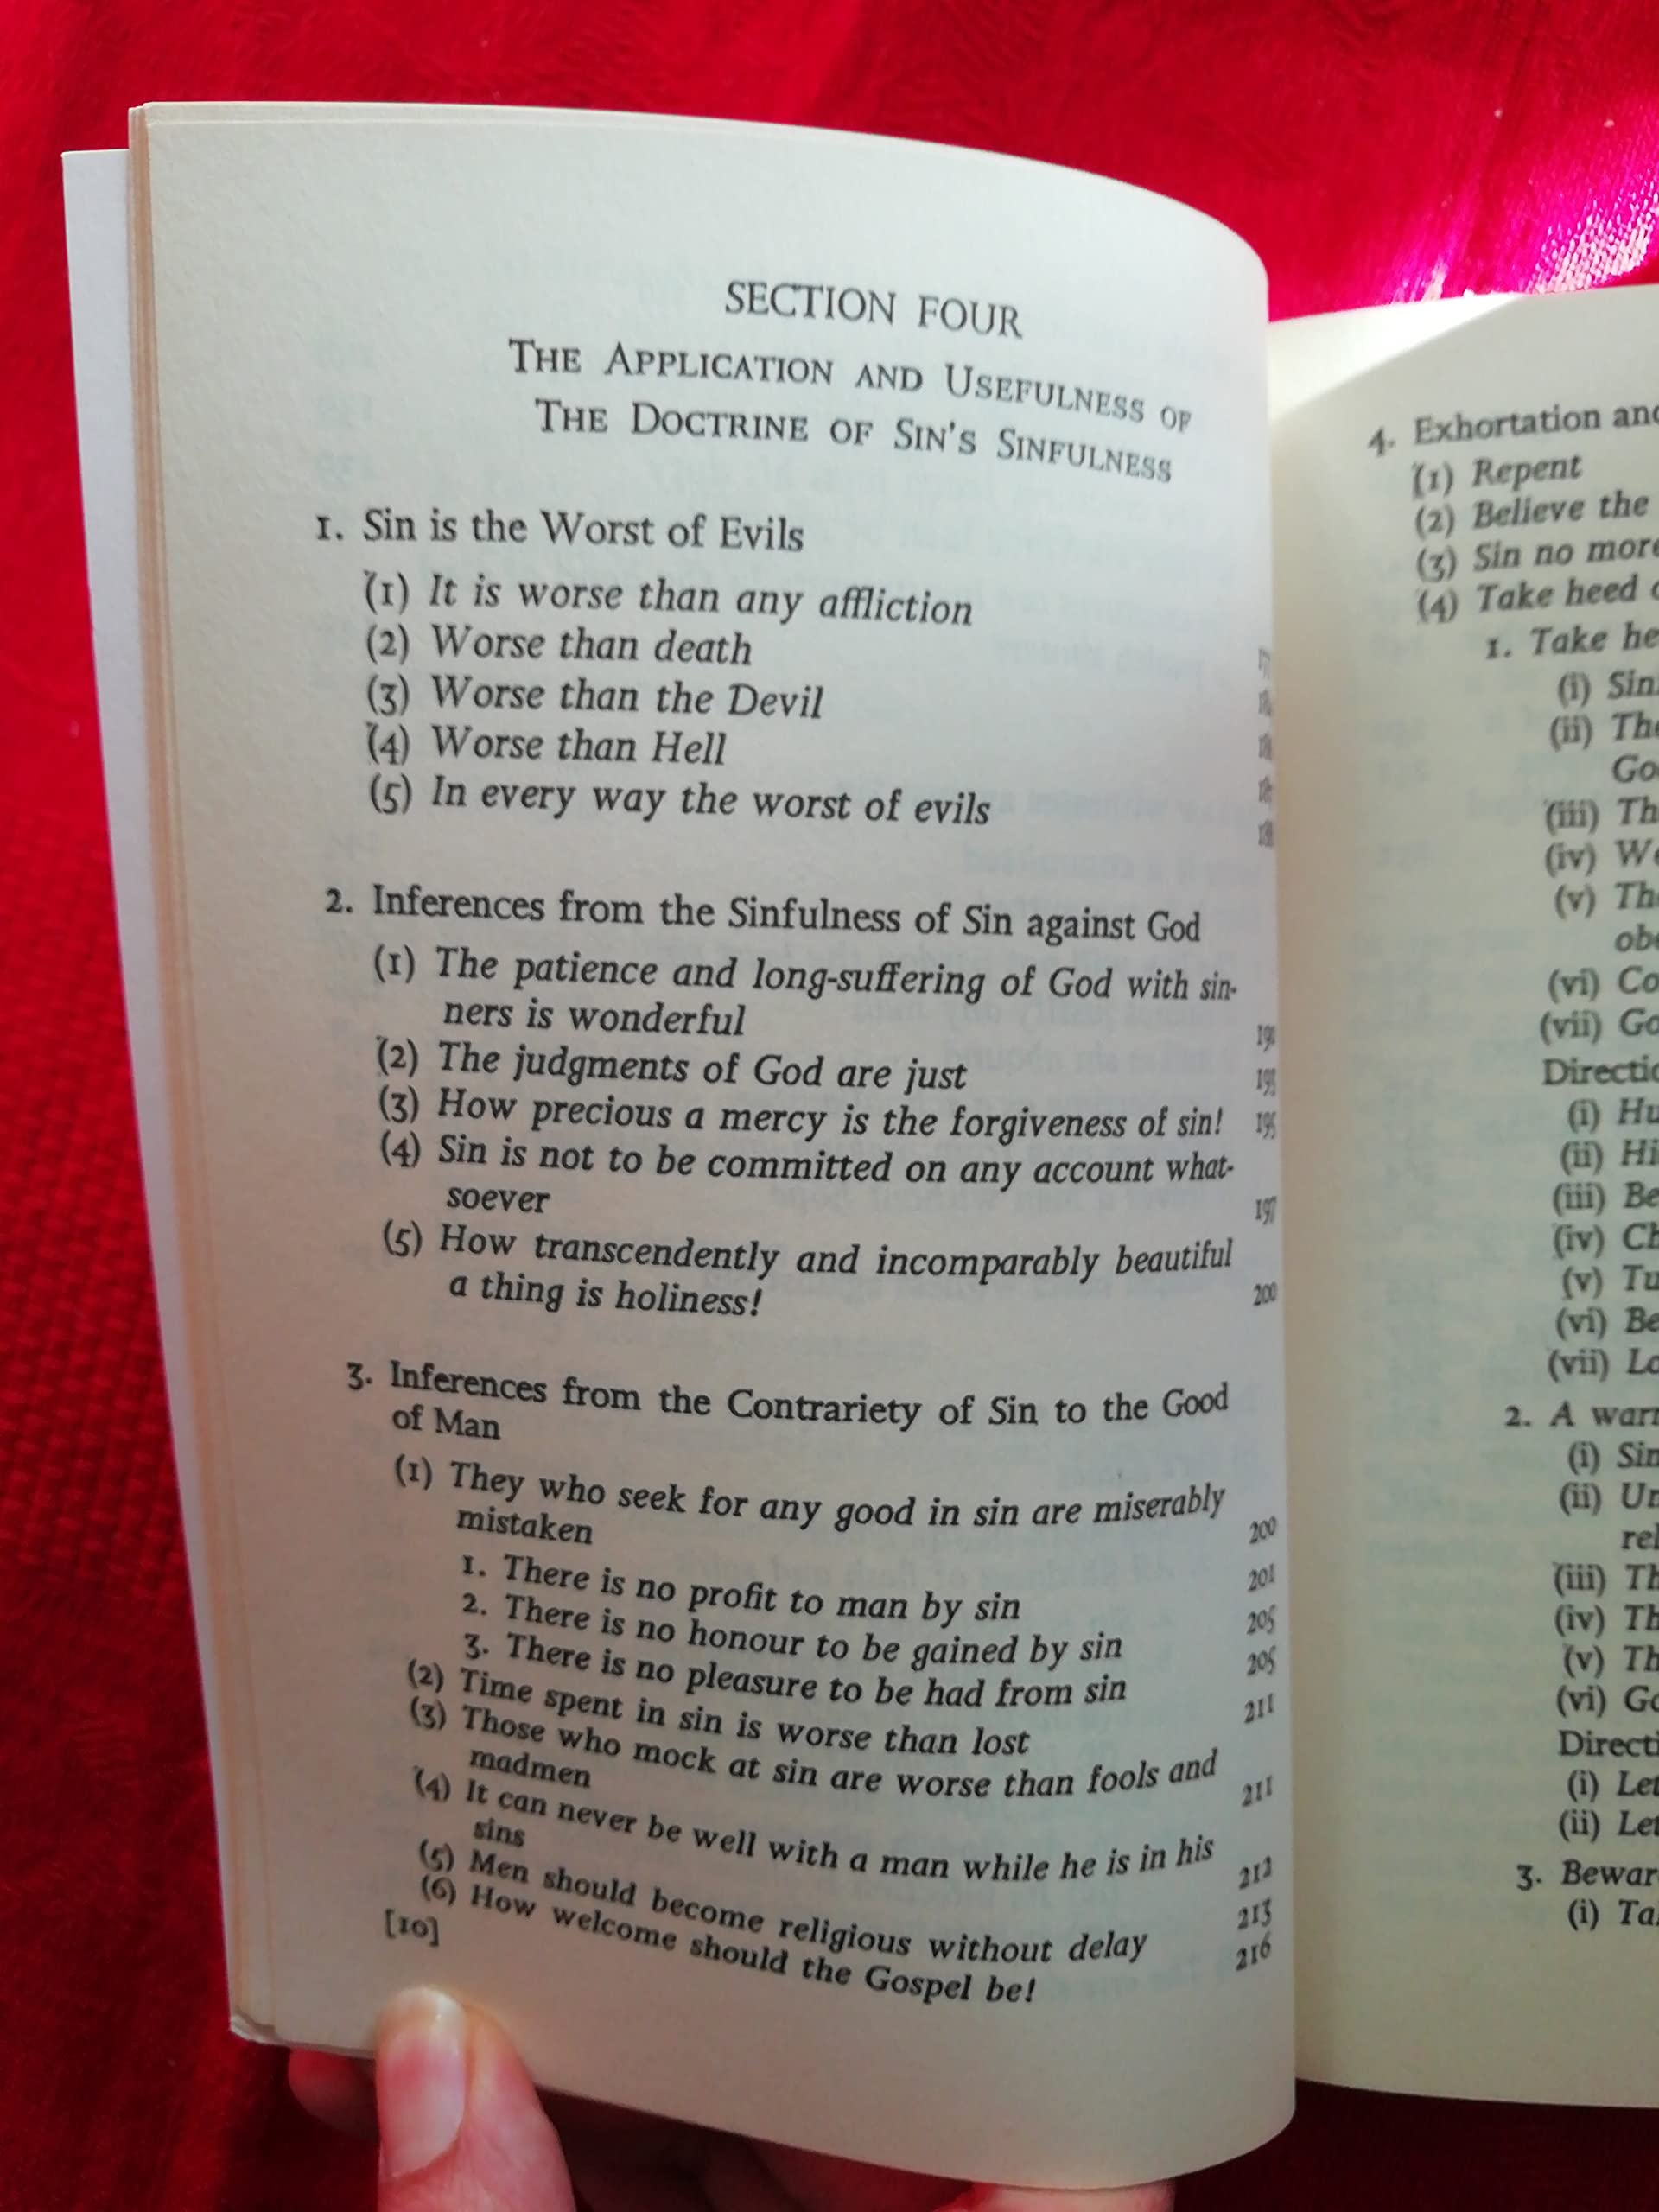 SECTION FOUR
THE APPLICATION AND USEFULNESS OF
THE DOCTRINE OF SIN'S SINFULNESS
1. Sin is the Worst of Evils
(1) It is worse than any affliction
(2) Worse than death
(3) Worse than the Devil
(4) Worse than Hell
(5) In every way the worst of evils
2. Inferences from the Sinfulness of Sin against God
(1) The patience and long-suffering of God with sin-
ners is wonderful
(2) The judgments of God are just
(3) How precious a mercy is the forgiveness of sin! 195
(4) Sin is not to be committed on any account what-
soever 197
(5) How transcendently and incomparably beautiful
a thing is holiness! 200
3. Inferences from the Contrariety of Sin to the Good
of Man
(1) They who seek for any good in sin are miserably
mistaken 200
1. There is no profit to man by sin 201
2. There is no honour to be gained by sin 205
3. There is no pleasure to be had from sin 205
(2) Time spent in sin is worse than lost 211
(3) Those who mock at sin are worse than fools and
madmen 211
(4) It can never be well with a man while he is in his
sins 212
(5) Men should become religious without delay 213
(6) How welcome should the Gospel be! 216
[10]
4. Exhortation and
(1) Repent
(2) Believe the
(3) Sin no more
(4) Take heed
1. Take he
(i) Sin
(ii) The
Go
(iii) Th
(iv) We
(v) The
obe
(vi) Co
(vii) Go
Directio
(i) Hu
(ii) Hi
(iii) Be
(iv) Ch
(v) Tu
(vi) Be
(vii) Lo
2. A warn
(i) Sin
(ii) Un
rel
(iii) Th
(iv) Th
(v) Th
(vi) Go
Directi
(i) Let
(ii) Let
3. Bewar
(i) Ta